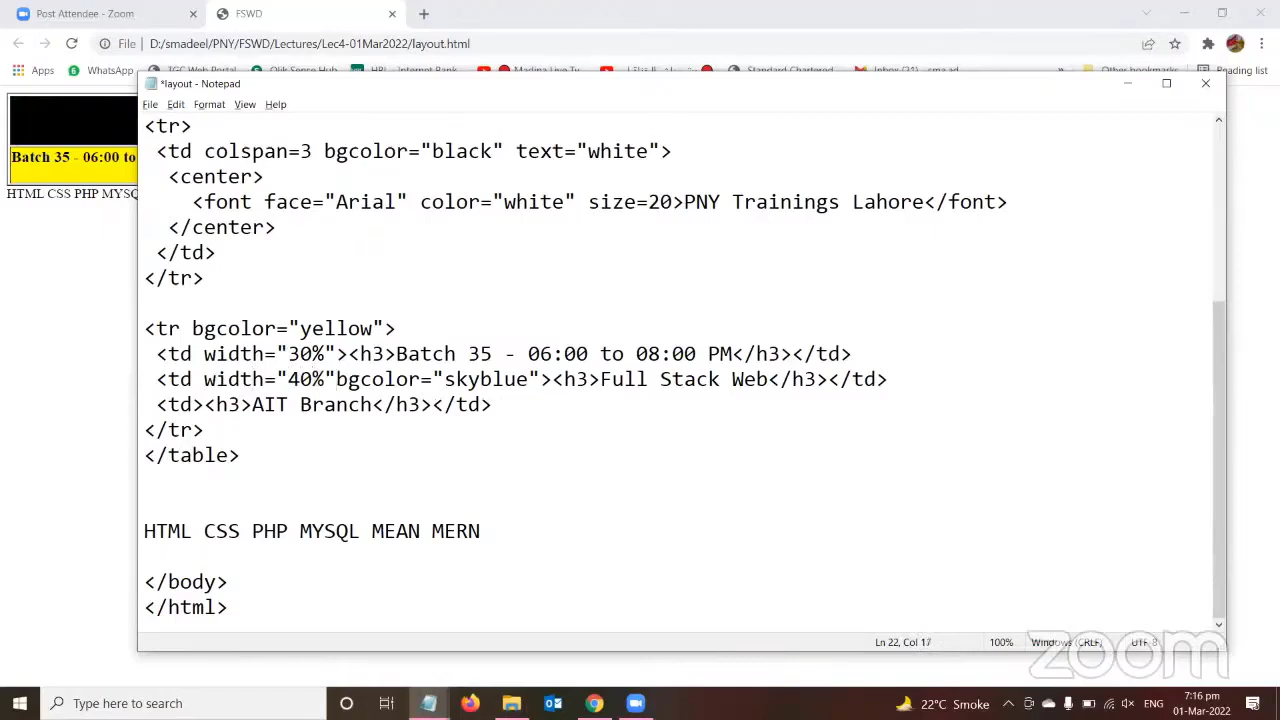 Post Attendee - Zoom
FSWD
File
D:/smadeel/PNY/FSWD/Lectures/Lec4-01Mar2022/layout.html
Apps
WhatsApp
Reading list
Batch 35 - 06:00 to
HTML CSS PHP MYSQ
*layout - Notepad
File Edit Format View Help
<tr>
<td colspan=3 bgcolor="black" text="white">
<center>
<font face="Arial" color="white" size=20>PNY Trainings Lahore</font>
</center>
</td>
</tr>
<tr bgcolor="yellow">
<td width="30%"><h3>Batch 35 - 06:00 to 08:00 PM</h3></td>
<td width="40%"bgcolor="skyblue"><h3>Full Stack Web</h3></td>
<td><h3>AIT Branch</h3></td>
</tr>
</table>
HTML CSS PHP MYSQL MEAN MERN
</body>
</html>
Ln 22, Col 17
100%
Windows (CRLF)
UTF-8
zoom
Type here to search
22°C Smoke
ENG
7:16 pm
01-Mar-2022